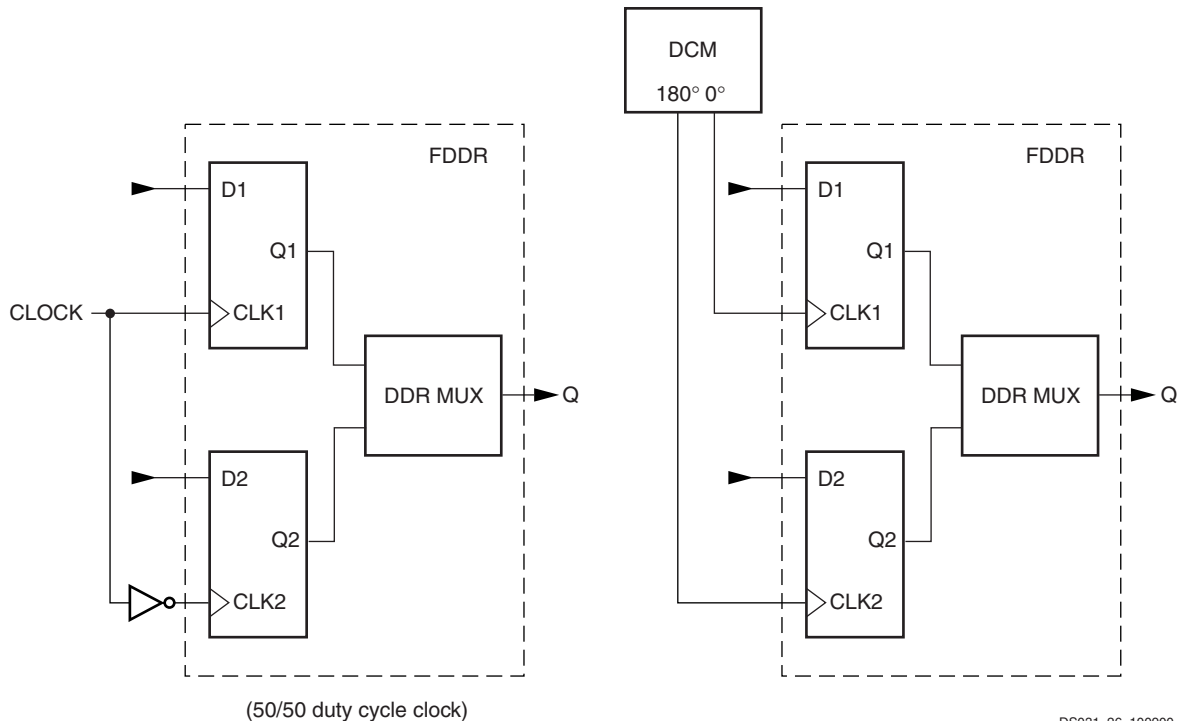 DCM
180° 0°
FDDR
D1
Q1
CLOCK
CLK1
DDR MUX
Q
D2
Q2
CLK2
(50/50 duty cycle clock)
FDDR
D1
Q1
CLK1
DDR MUX
Q
D2
Q2
CLK2